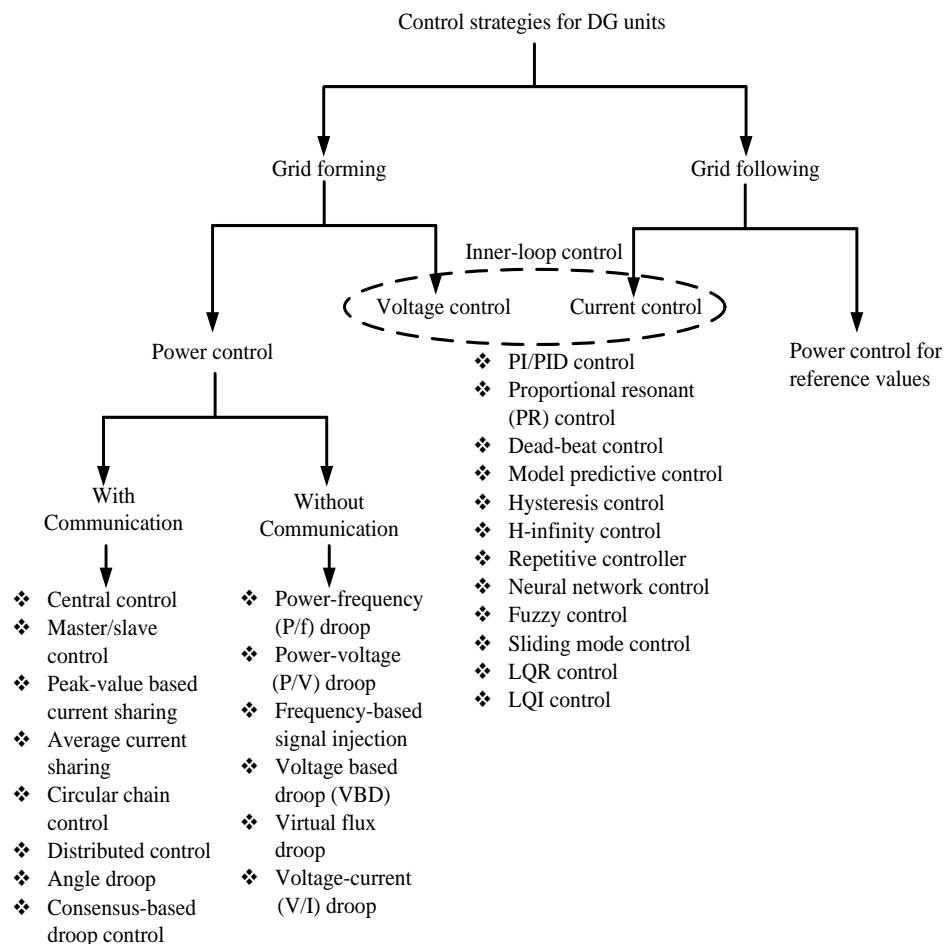 Control strategies for DG units
Grid forming
Grid following
Inner-loop control
Voltage control
Current control
Power control
Power control for
reference values
❖ PI/PID control
❖ Proportional resonant
(PR) control
❖ Dead-beat control
❖ Model predictive control
❖ Hysteresis control
❖ H-infinity control
❖ Repetitive controller
❖ Neural network control
❖ Fuzzy control
❖ Sliding mode control
❖ LQR control
❖ LQI control
With
Communication
Without
Communication
❖ Central control
❖ Master/slave
control
❖ Peak-value based
current sharing
❖ Average current
sharing
❖ Circular chain
control
❖ Distributed control
❖ Angle droop
❖ Consensus-based
droop control
❖ Power-frequency
(P/f) droop
❖ Power-voltage
(P/V) droop
❖ Frequency-based
signal injection
❖ Voltage based
droop (VBD)
❖ Virtual flux
droop
❖ Voltage-current
(V/I) droop